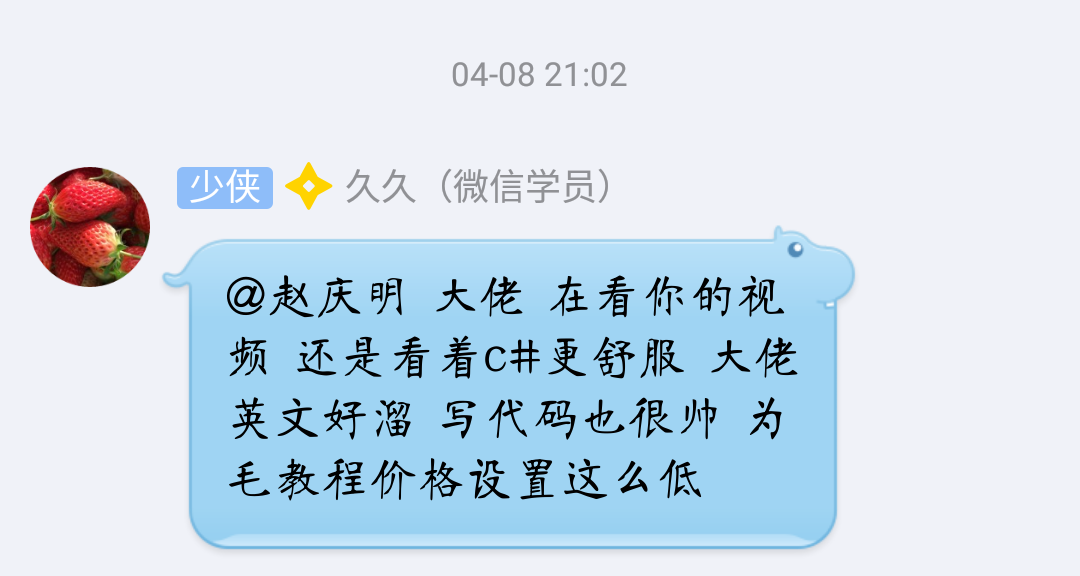 04-08 21:02
少侠 久久（微信学员）
@赵庆明 大佬 在看你的视
频 还是看着c#更舒服 大佬
英文好溜 写代码也很帅 为
毛教程价格设置这么低